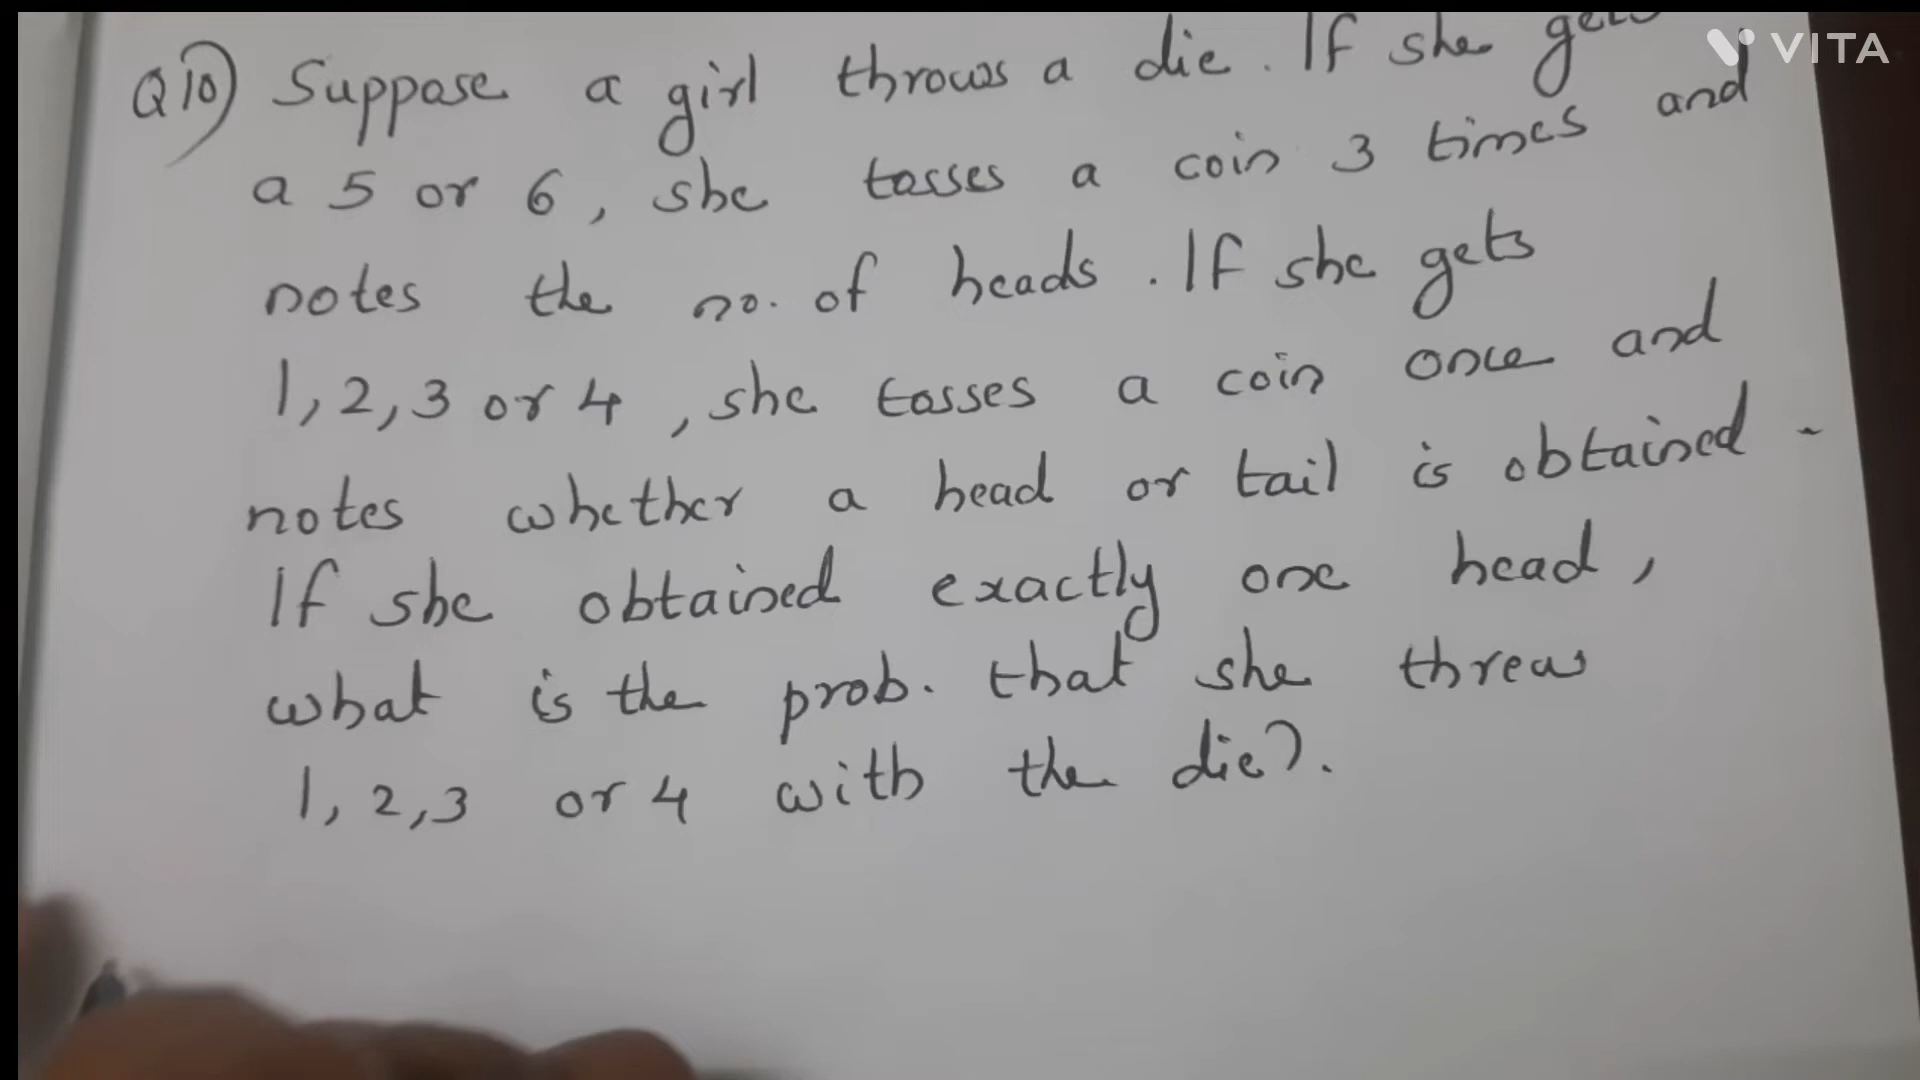 Q10) Suppose a girl throws a die. If she gets
a 5 or 6, she tosses a coin 3 times and
notes the no. of heads. If she gets
1, 2, 3 or 4, she tosses a coin once and
notes whether a head or tail is obtained.
If she obtained exactly one head,
what is the prob. that she threw
1, 2, 3 or 4 with the die?.
VITA